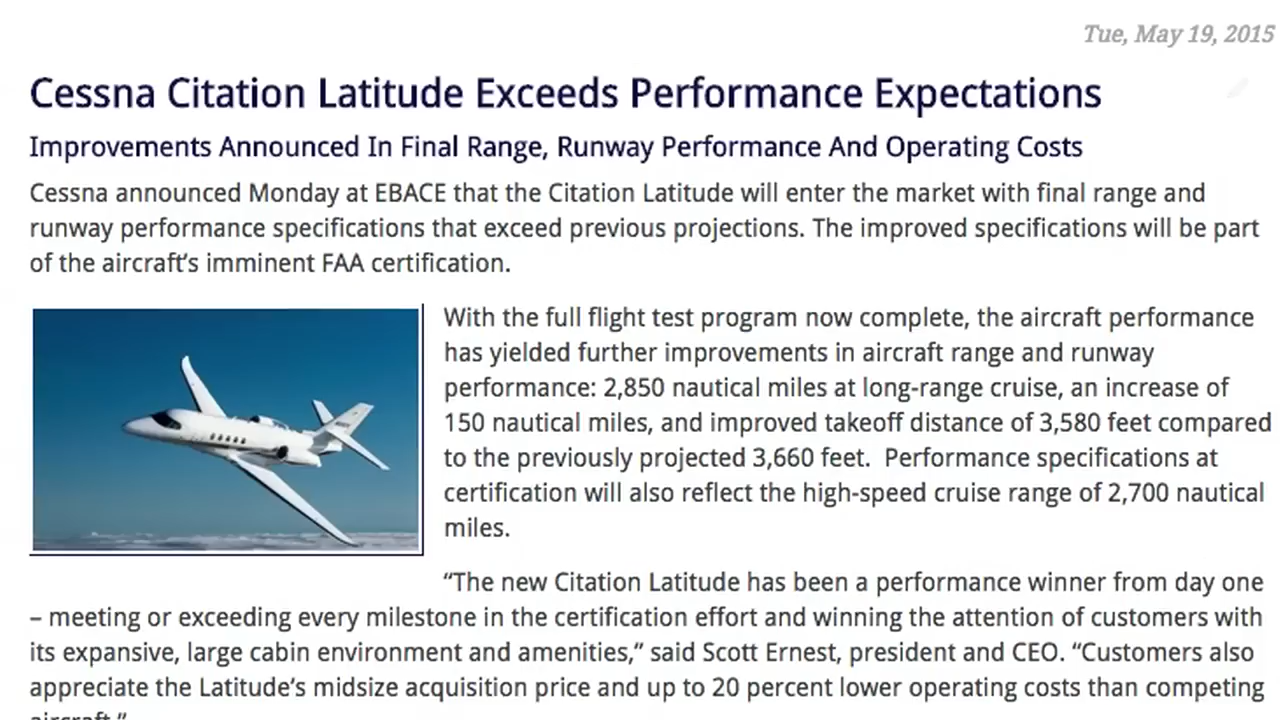 Tue, May 19, 2015
Cessna Citation Latitude Exceeds Performance Expectations
Improvements Announced In Final Range, Runway Performance And Operating Costs
Cessna announced Monday at EBACE that the Citation Latitude will enter the market with final range and
runway performance specifications that exceed previous projections. The improved specifications will be part
of the aircraft’s imminent FAA certification.
With the full flight test program now complete, the aircraft performance
has yielded further improvements in aircraft range and runway
performance: 2,850 nautical miles at long-range cruise, an increase of
150 nautical miles, and improved takeoff distance of 3,580 feet compared
to the previously projected 3,660 feet.  Performance specifications at
certification will also reflect the high-speed cruise range of 2,700 nautical
miles.
“The new Citation Latitude has been a performance winner from day one
– meeting or exceeding every milestone in the certification effort and winning the attention of customers with
its expansive, large cabin environment and amenities,” said Scott Ernest, president and CEO. “Customers also
appreciate the Latitude’s midsize acquisition price and up to 20 percent lower operating costs than competing
aircraft.”